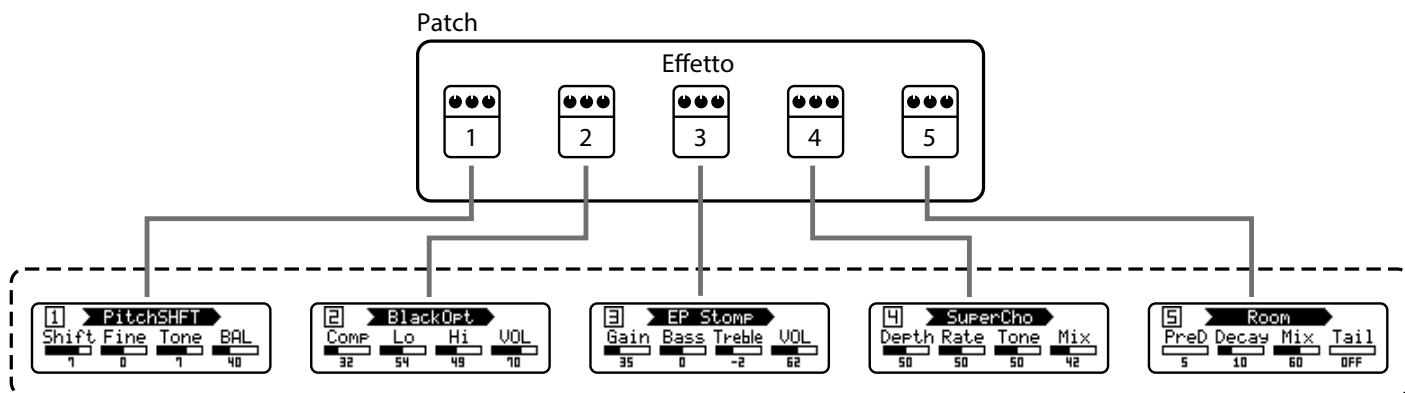 Patch
Effetto
1 2 3 4 5
1 PitchSHFT
Shift Fine Tone BAL
7 0 7 40
2 BlackOpt
Comp Lo Hi VOL
32 54 49 70
3 EP Stomp
Gain Bass Treble VOL
35 0 -2 62
4 SuperCho
Depth Rate Tone Mix
50 50 50 42
5 Room
PreD Decay Mix Tail
5 10 60 OFF